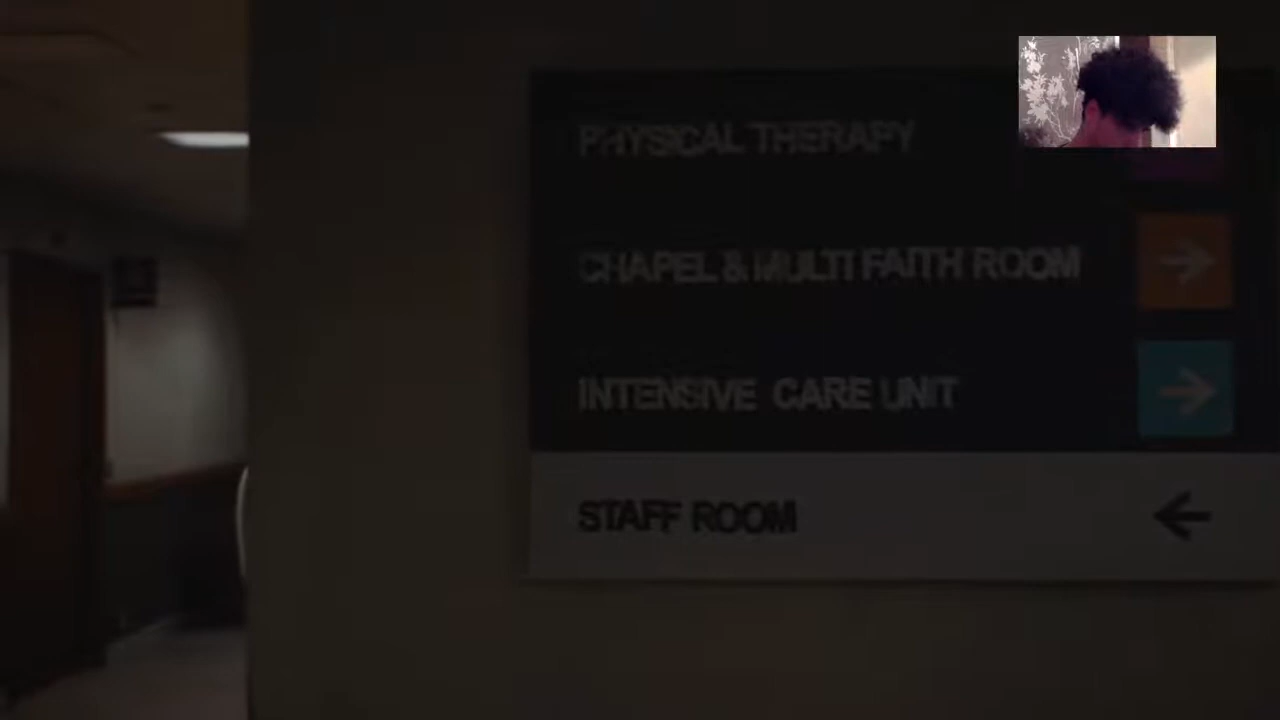 PHYSICAL THERAPY
CHAPEL & MULTI FAITH ROOM
INTENSIVE CARE UNIT
STAFF ROOM